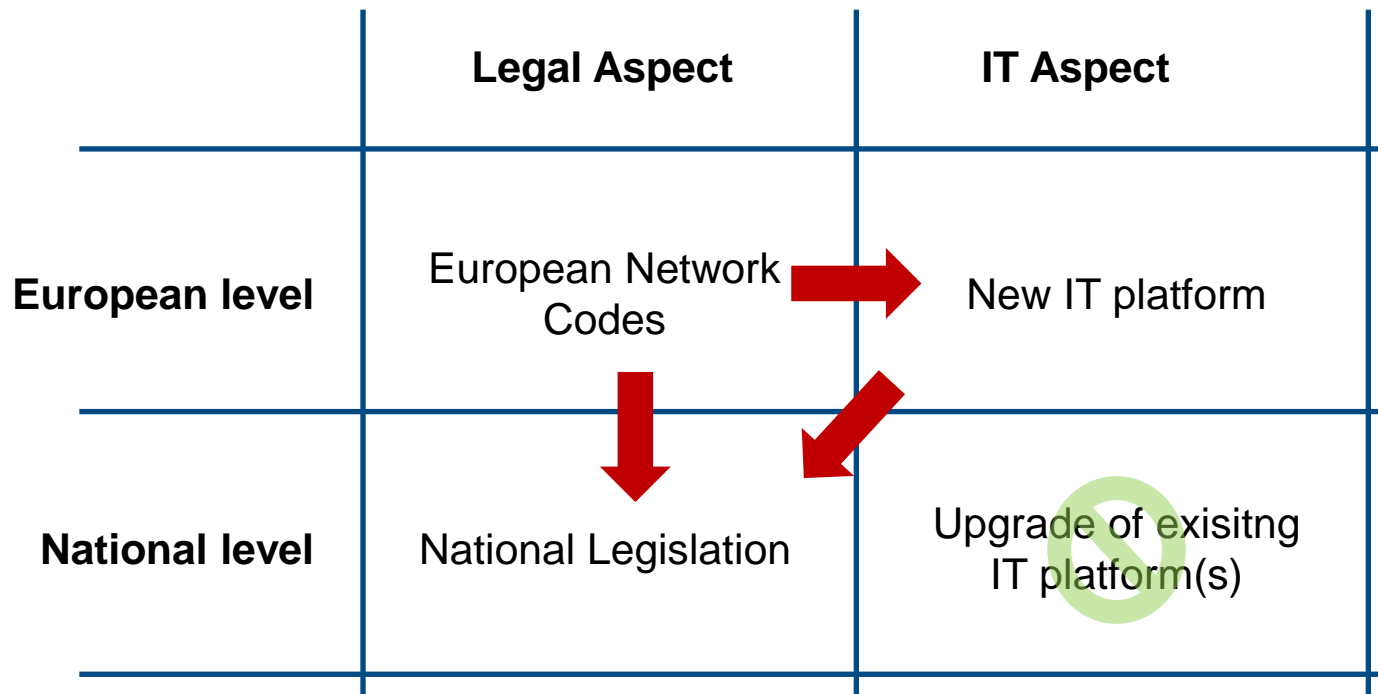 Legal Aspect
IT Aspect
European level
European Network
Codes
New IT platform
National level
National Legislation
Upgrade of exisitng
IT platform(s)